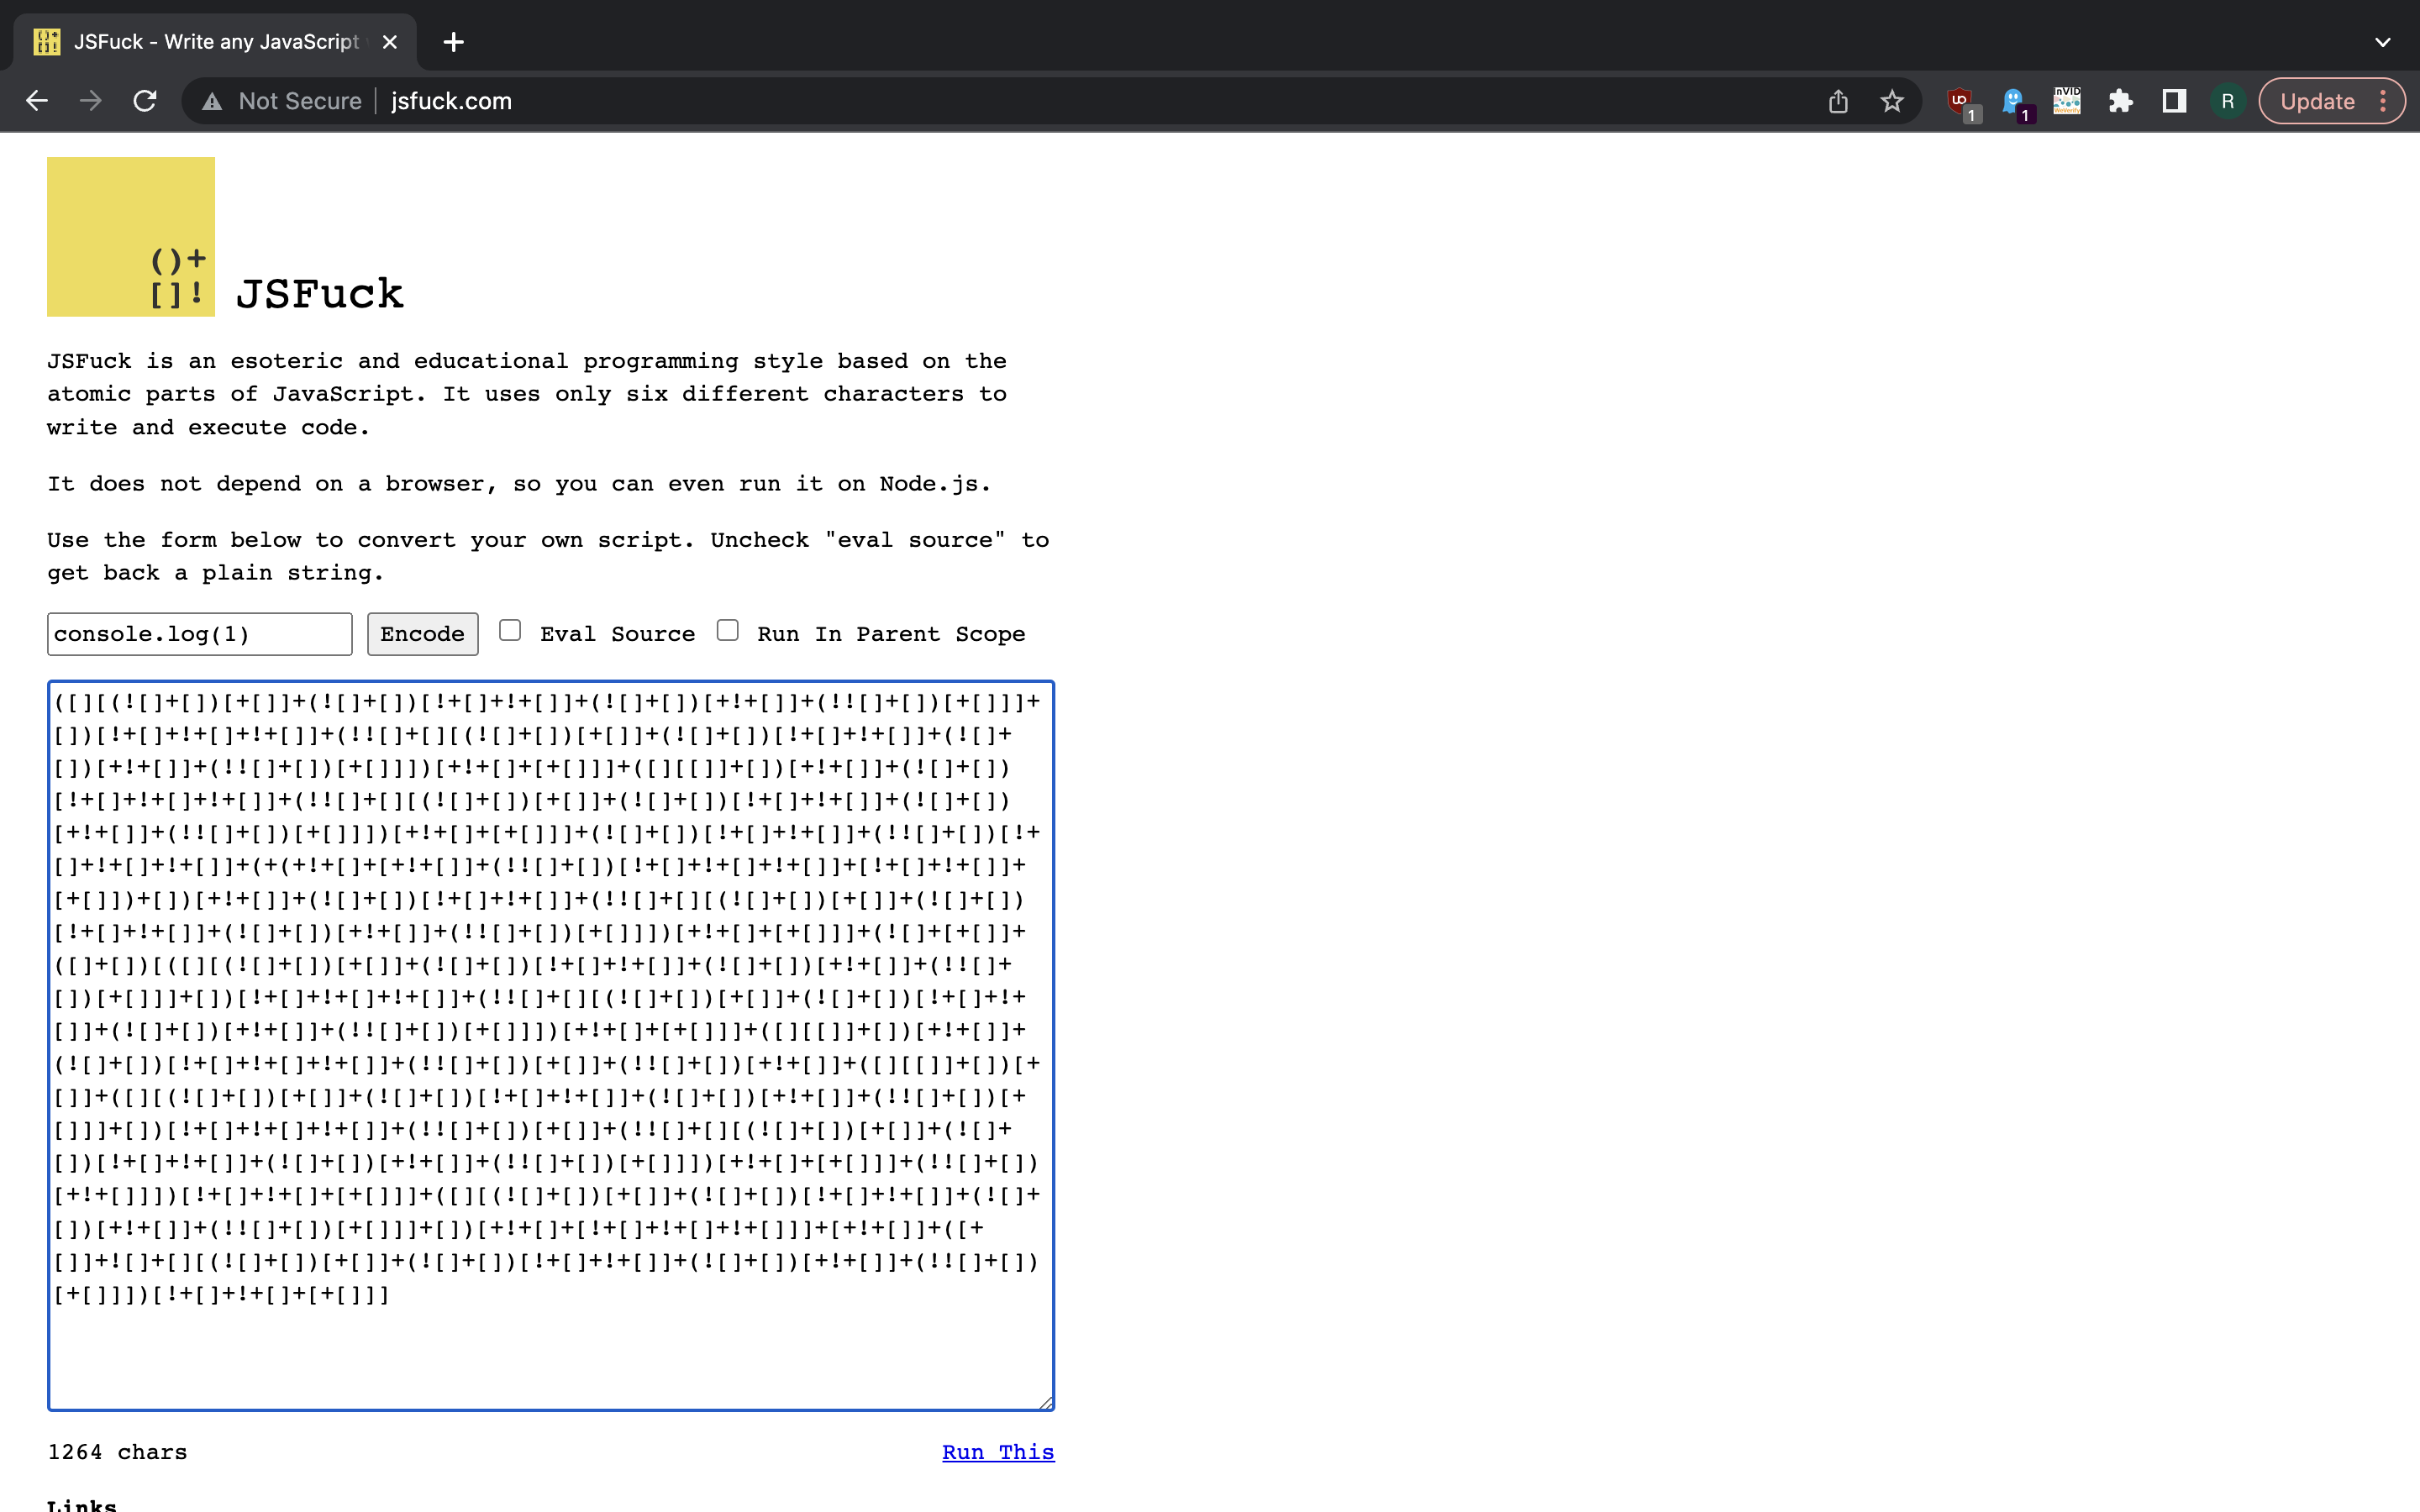 JSFuck - Write any JavaScript
Not Secure
jsfuck.com
1
1
InVID
R
Update
()+
[]!
JSFuck
JSFuck is an esoteric and educational programming style based on the
atomic parts of JavaScript. It uses only six different characters to
write and execute code.
It does not depend on a browser, so you can even run it on Node.js.
Use the form below to convert your own script. Uncheck "eval source" to
get back a plain string.
console.log(1)
Encode
Eval Source
Run In Parent Scope
([][(![]+[])[+[]]+(![]+[])[!+[]+!+[]]+(![]+[])[+!+[]]+(!![]+[])[+[]]]+
[])[!+[]+!+[]+!+[]]+(!![]+[][(![]+[])[+[]]+(![]+[])[!+[]+!+[]]+(![]+
[])[+!+[]]+(!![]+[])[+[]]])[+!+[]+[+[]]]+([][[]]+[])[+!+[]]+(![]+[])
[!+[]+!+[]+!+[]]+(!![]+[][(![]+[])[+[]]+(![]+[])[!+[]+!+[]]+(![]+[])
[+!+[]]+(!![]+[])[+[]]])[+!+[]+[+[]]]+(![]+[])[!+[]+!+[]]+(!![]+[])[!+
[]+!+[]+!+[]]+(+(+!+[]+[+!+[]]+(!![]+[])[!+[]+!+[]+!+[]]+[!+[]+!+[]]+
[+[]])+[])[+!+[]]+(![]+[])[!+[]+!+[]]+(!![]+[][(![]+[])[+[]]+(![]+[])
[!+[]+!+[]]+(![]+[])[+!+[]]+(!![]+[])[+[]]])[+!+[]+[+[]]]+(![]+[+[]]+
([]+[])[([][(![]+[])[+[]]+(![]+[])[!+[]+!+[]]+(![]+[])[+!+[]]+(!![]+
[])[+[]]]+[])[!+[]+!+[]+!+[]]+(!![]+[][(![]+[])[+[]]+(![]+[])[!+[]+!+
[]]+(![]+[])[+!+[]]+(!![]+[])[+[]]])[+!+[]+[+[]]]+([][[]]+[])[+!+[]]+
(![]+[])[!+[]+!+[]+!+[]]+(!![]+[])[+[]]+(!![]+[])[+!+[]]+([][[]]+[])[+
[]]+([][(![]+[])[+[]]+(![]+[])[!+[]+!+[]]+(![]+[])[+!+[]]+(!![]+[])[+
[]]]+[])[!+[]+!+[]+!+[]]+(!![]+[])[+[]]+(!![]+[][(![]+[])[+[]]+(![]+
[])[!+[]+!+[]]+(![]+[])[+!+[]]+(!![]+[])[+[]]])[+!+[]+[+[]]]+(!![]+[])
[+!+[]]])[!+[]+!+[]+[+[]]]+([][(![]+[])[+[]]+(![]+[])[!+[]+!+[]]+(![]+
[])[+!+[]]+(!![]+[])[+[]]]+[])[+!+[]+[!+[]+!+[]+!+[]]]+[+!+[]]+([+
[]]+![]+[][(![]+[])[+[]]+(![]+[])[!+[]+!+[]]+(![]+[])[+!+[]]+(!![]+[])
[+[]]])[!+[]+!+[]+[+[]]]
1264 chars
Run This
Links